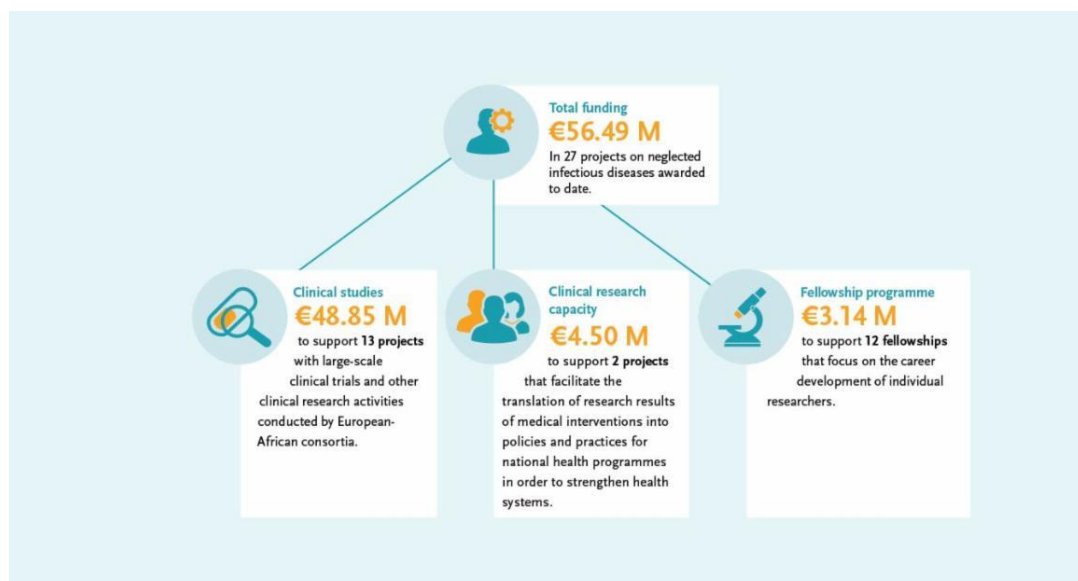 Total funding
€56.49 M
In 27 projects on neglected
infectious diseases awarded
to date.
Clinical studies
€48.85 M
to support 13 projects
with large-scale
clinical trials and other
clinical research activities
conducted by European-
African consortia.
Clinical research
capacity
€4.50 M
to support 2 projects
that facilitate the
translation of research results
of medical interventions into
policies and practices for
national health programmes
in order to strengthen health
systems.
Fellowship programme
€3.14 M
to support 12 fellowships
that focus on the career
development of individual
researchers.